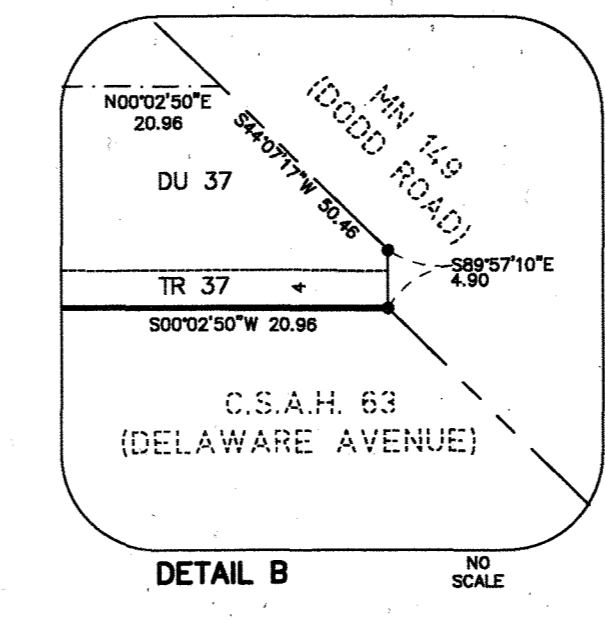 N00°02'50"E
20.96
DU 37
S44°07'17"W 50.46
MN 149
(DODD ROAD)
S89°57'10"E
4.90
TR 37
4
S00°02'50"W 20.96
C.S.A.H. 63
(DELAWARE AVENUE)
DETAIL B
NO
SCALE